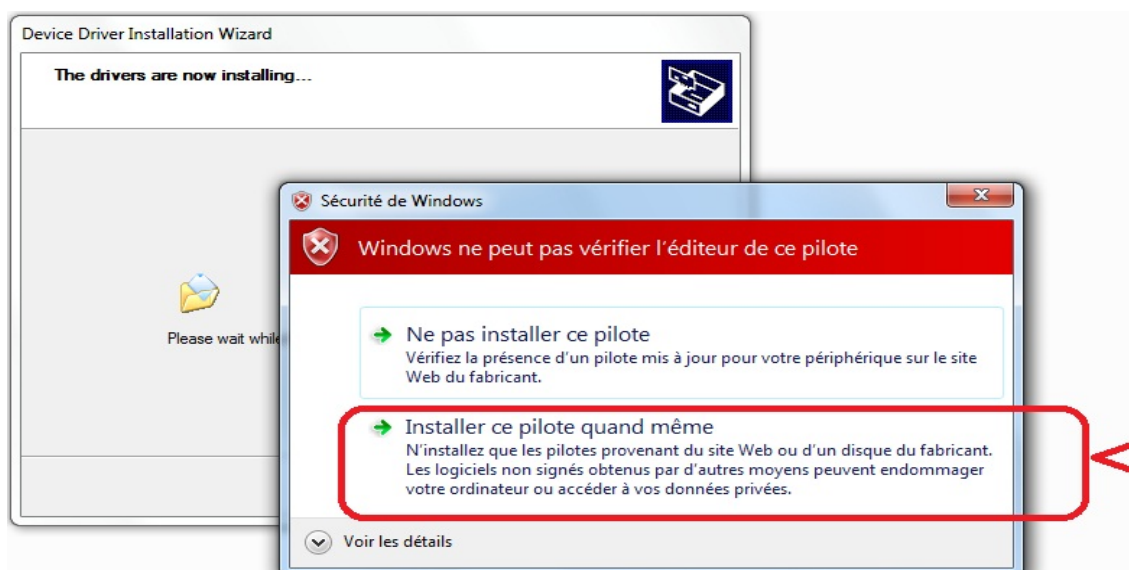 Device Driver Installation Wizard
The drivers are now installing...
Please wait while
Sécurité de Windows
Windows ne peut pas vérifier l'éditeur de ce pilote
Ne pas installer ce pilote
Vérifiez la présence d'un pilote mis à jour pour votre périphérique sur le site
Web du fabricant.
Installer ce pilote quand même
N'installez que les pilotes provenant du site Web ou d'un disque du fabricant.
Les logiciels non signés obtenus par d'autres moyens peuvent endommager
votre ordinateur ou accéder à vos données privées.
Voir les détails